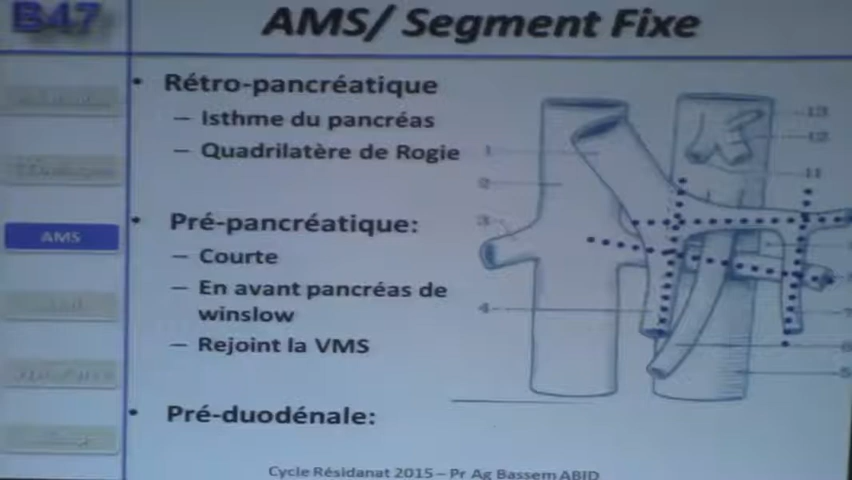 B47
AMS/ Segment Fixe
• Rétro-pancréatique
– Isthme du pancréas
– Quadrilatère de Rogie
AMS
• Pré-pancréatique:
– Courte
– En avant pancréas de
winslow
– Rejoint la VMS
• Pré-duodénale:
1
2
3
4
13
12
11
6
5
Cycle Résidanat 2015 – Pr Ag Bassem ABID